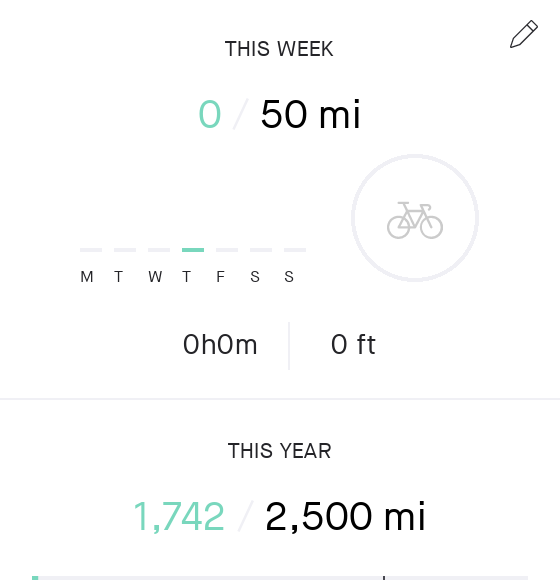 THIS WEEK
0 / 50 mi
M T W T F S S
0h0m 0 ft
THIS YEAR
1,742 / 2,500 mi